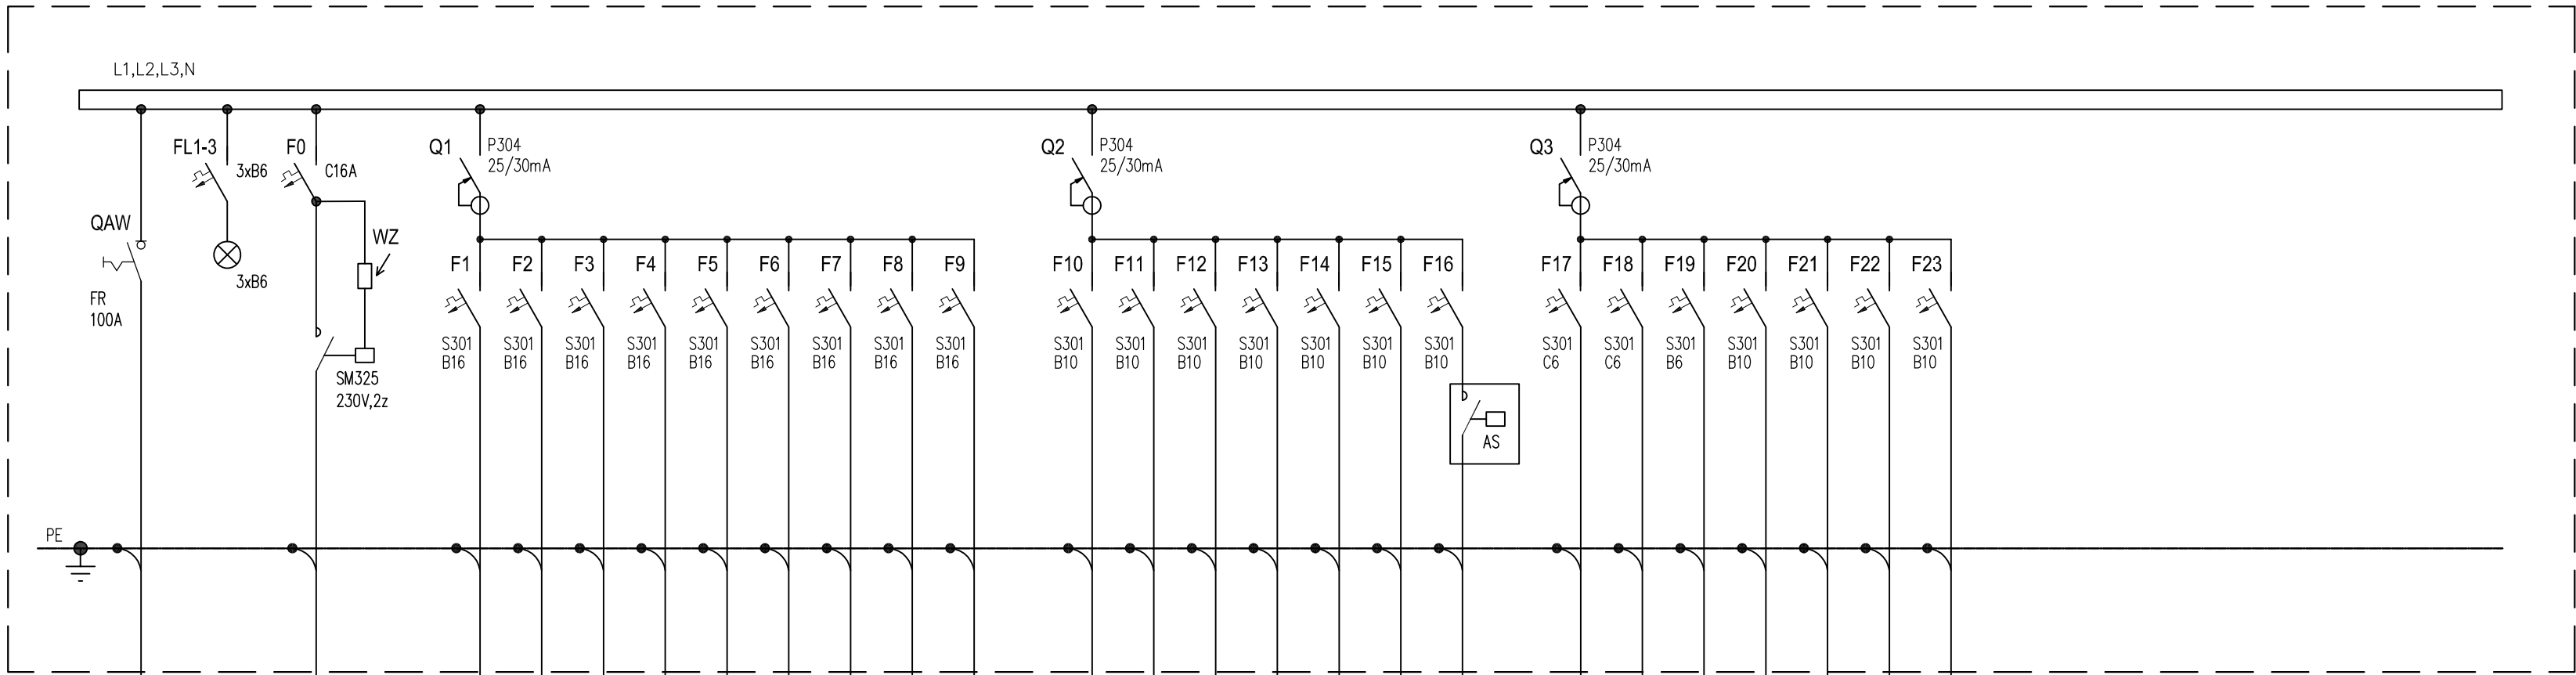 L1,L2,L3,N
QAW
FR
100A
FL1-3
3xB6
3xB6
F0
C16A
WZ
SM325
230V,2z
Q1
P304
25/30mA
F1
S301
B16
F2
S301
B16
F3
S301
B16
F4
S301
B16
F5
S301
B16
F6
S301
B16
F7
S301
B16
F8
S301
B16
F9
S301
B16
Q2
P304
25/30mA
F10
S301
B10
F11
S301
B10
F12
S301
B10
F13
S301
B10
F14
S301
B10
F15
S301
B10
F16
S301
B10
AS
Q3
P304
25/30mA
F17
S301
C6
F18
S301
C6
F19
S301
B6
F20
S301
B10
F21
S301
B10
F22
S301
B10
F23
S301
B10
PE